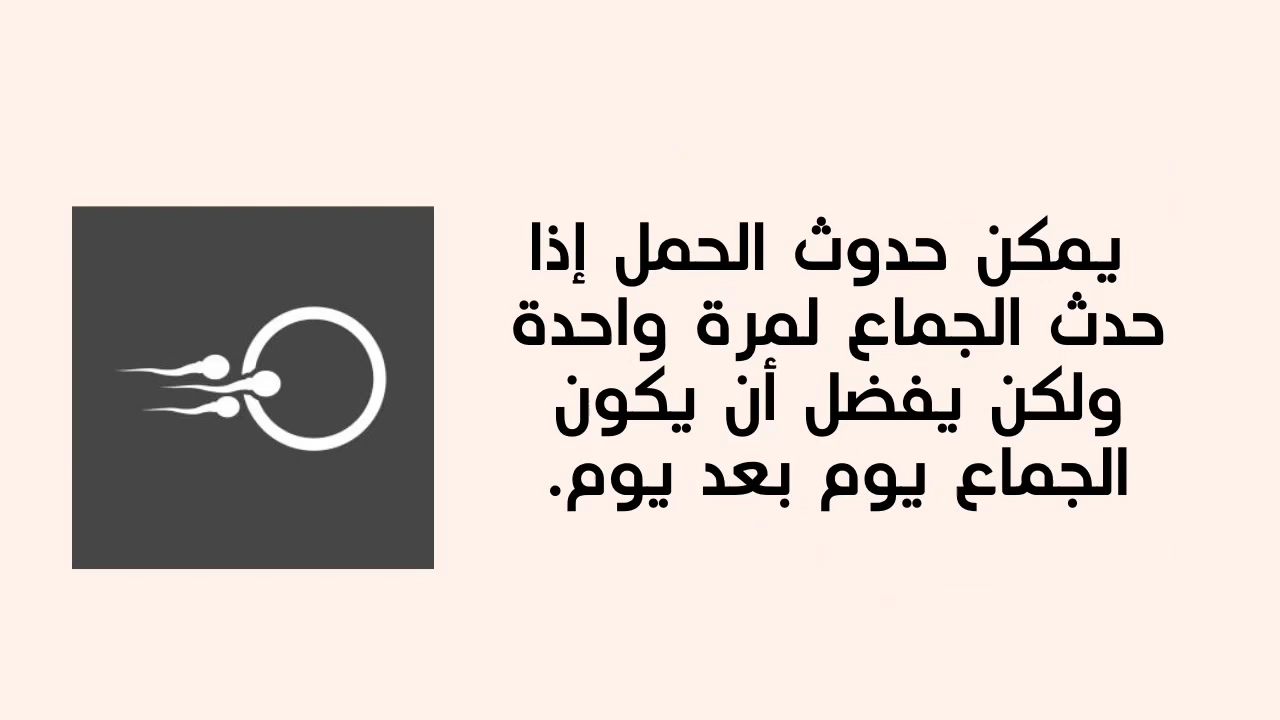 يمكن حدوث الحمل إذا
حدث الجماع لمرة واحدة
ولكن يفضل أن يكون
الجماع يوم بعد يوم.